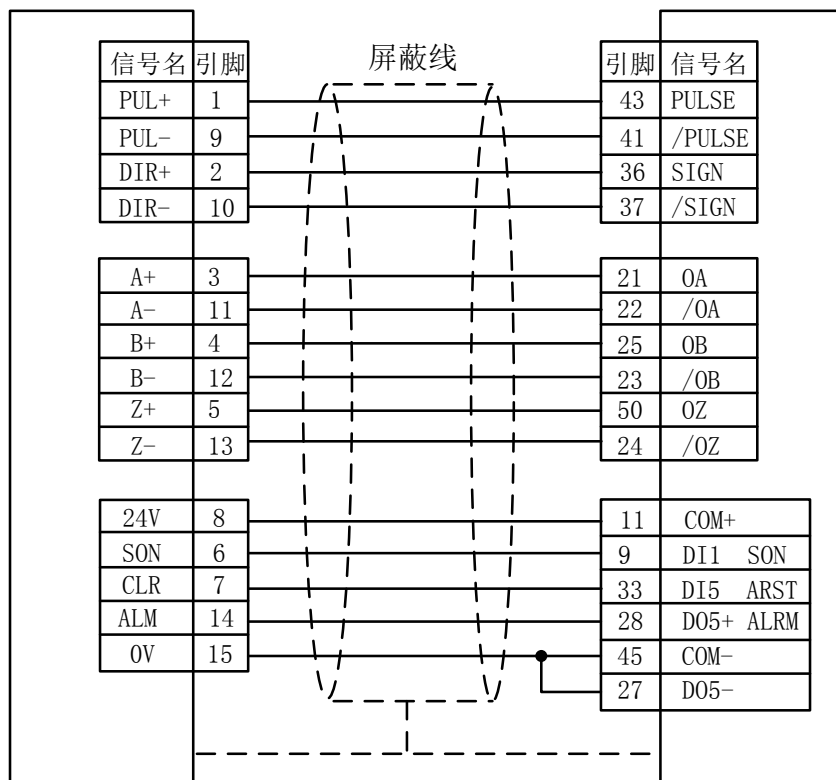 屏蔽线
信号名 引脚
PUL+ 1
PUL- 9
DIR+ 2
DIR- 10
A+ 3
A- 11
B+ 4
B- 12
Z+ 5
Z- 13
24V 8
SON 6
CLR 7
ALM 14
0V 15
引脚 信号名
43 PULSE
41 /PULSE
36 SIGN
37 /SIGN
21 OA
22 /OA
25 OB
23 /OB
50 OZ
24 /OZ
11 COM+
9 DI1 SON
33 DI5 ARST
28 DO5+ ALRM
45 COM-
27 DO5-